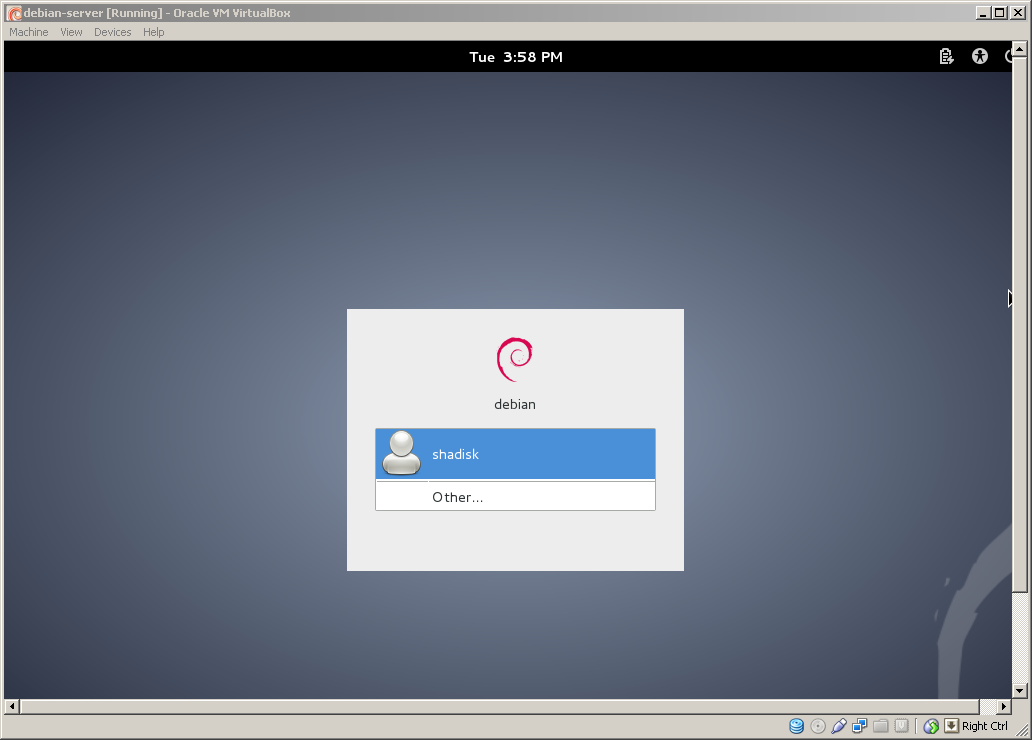 debian-server [Running] - Oracle VM VirtualBox
Machine View Devices Help
Tue 3:58 PM
debian
shadisk
Other...
Right Ctrl